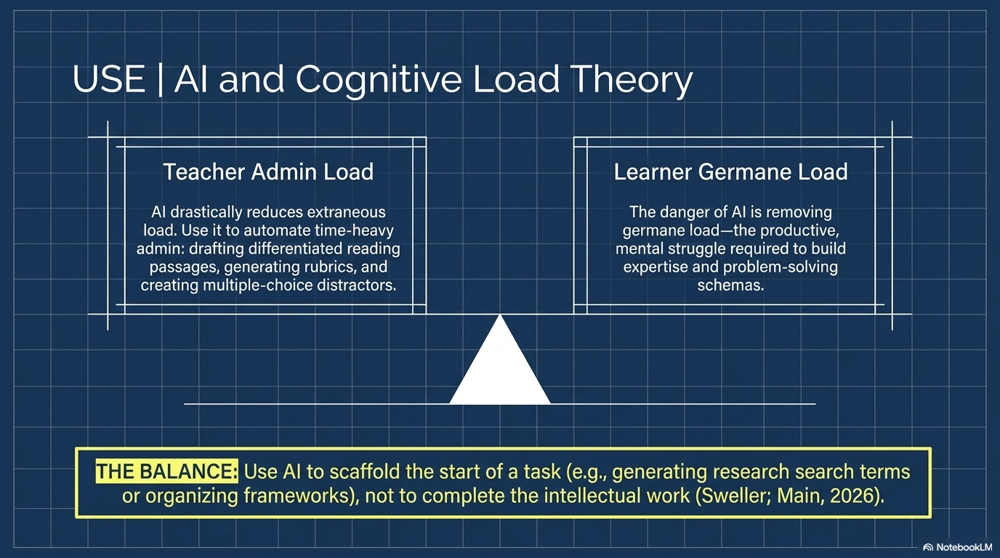 USE | AI and Cognitive Load Theory
Teacher Admin Load
AI drastically reduces extraneous
load. Use it to automate time-heavy
admin: drafting differentiated reading
passages, generating rubrics, and
creating multiple-choice distractors.
Learner Germane Load
The danger of AI is removing
germane load—the productive,
mental struggle required to build
expertise and problem-solving
schemas.
THE BALANCE: Use AI to scaffold the start of a task (e.g., generating research search terms
or organizing frameworks), not to complete the intellectual work (Sweller; Main, 2026).
NotebookLM